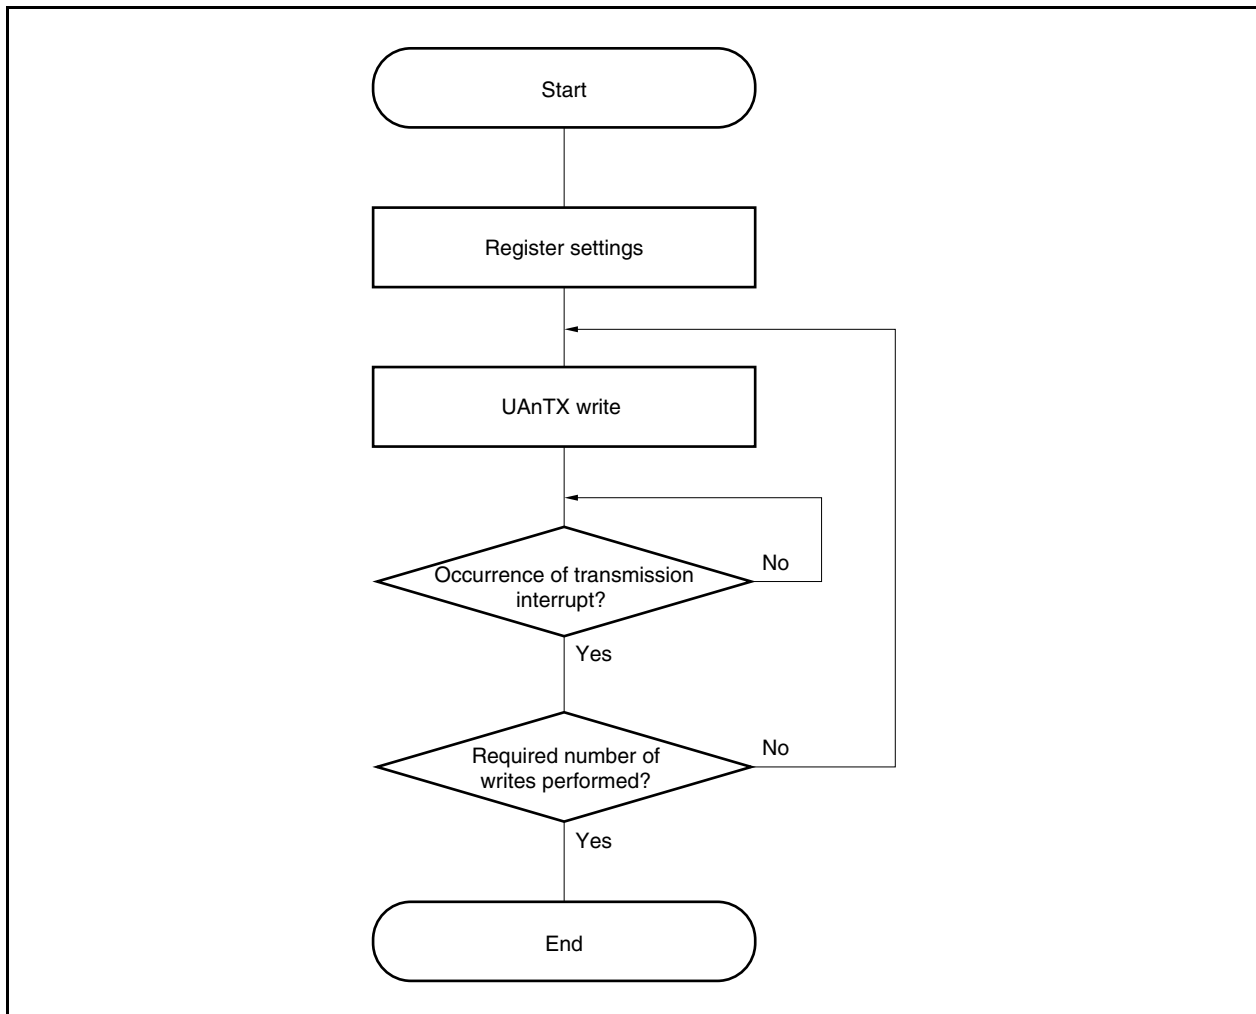 Start
Register settings
UAnTX write
Occurrence of transmission
interrupt?
No
Yes
Required number of
writes performed?
No
Yes
End